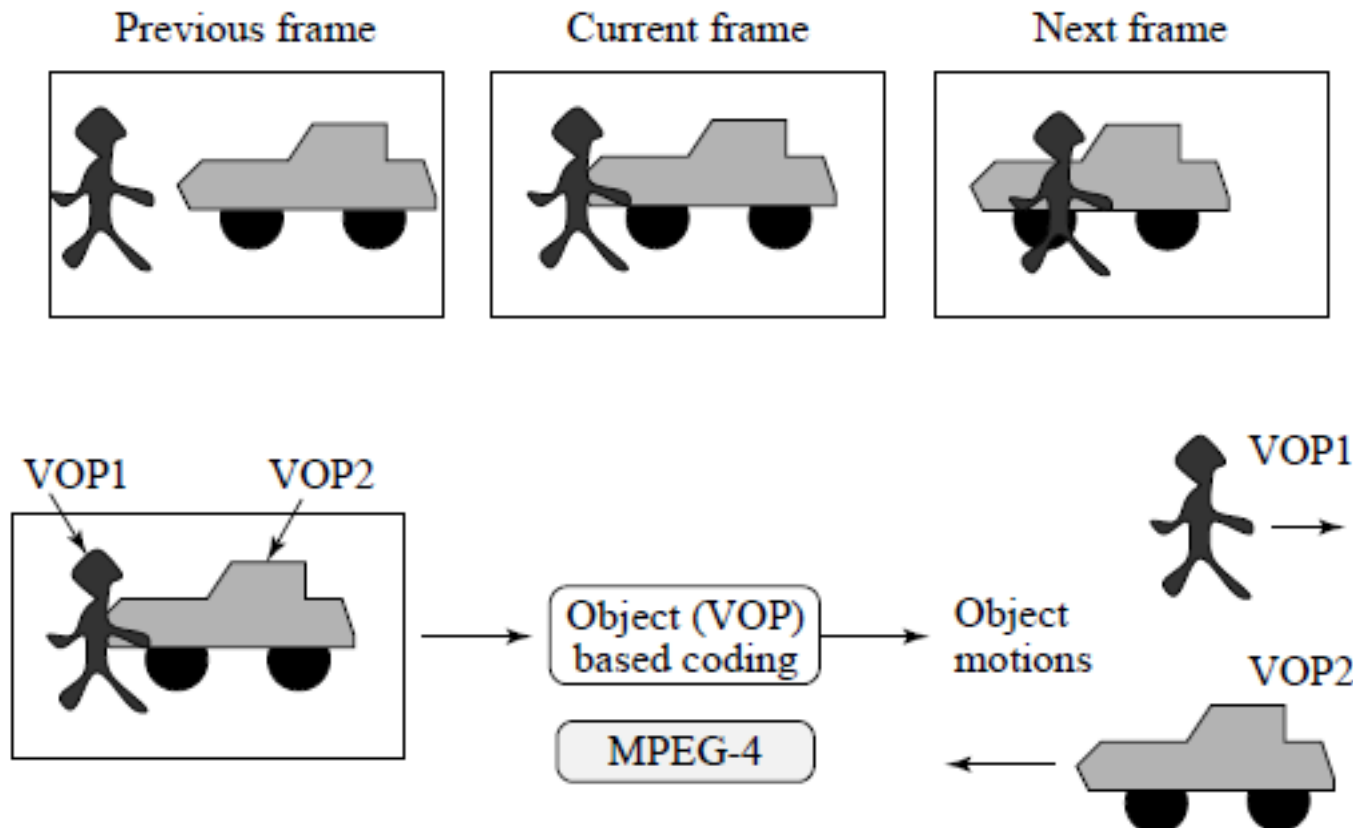 Previous frame
Current frame
Next frame
VOP1
VOP2
VOP1
Object (VOP)
based coding
Object
motions
VOP2
MPEG-4